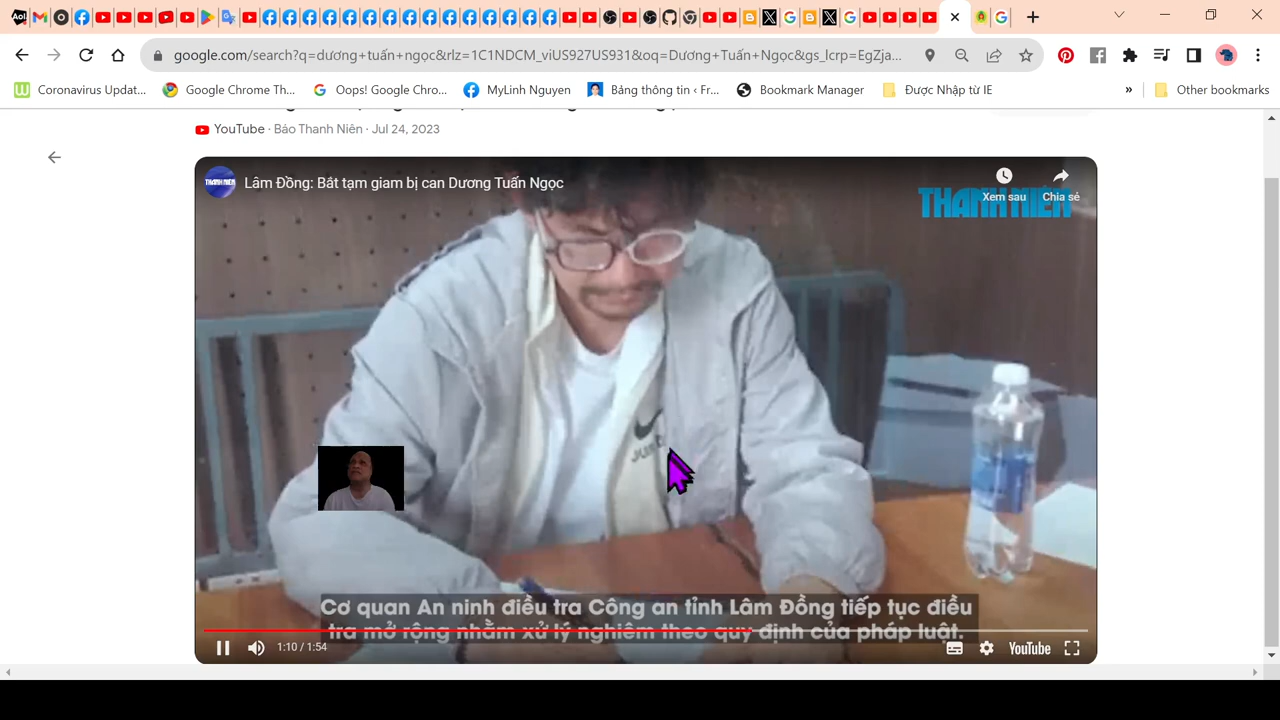 google.com/search?q=dương+tuấn+ngọc&rlz=1C1NDCM_viUS927US931&oq=Dương+Tuấn+Ngọc&gs_lcrp=EgZja...
Coronavirus Updat...
Google Chrome Th...
Oops! Google Chro...
MyLinh Nguyen
Bảng thông tin ‹ Fr...
Bookmark Manager
Được Nhập từ IE
»
Other bookmarks
YouTube · Báo Thanh Niên · Jul 24, 2023
THANH NIÊN
Lâm Đồng: Bắt tạm giam bị can Dương Tuấn Ngọc
THANH NIÊN
Xem sau
Chia sẻ
JUST
Cơ quan An ninh điều tra Công an tỉnh Lâm Đồng tiếp tục điều
tra mở rộng nhằm xử lý nghiêm theo quy định của pháp luật.
1:10 / 1:54
YouTube